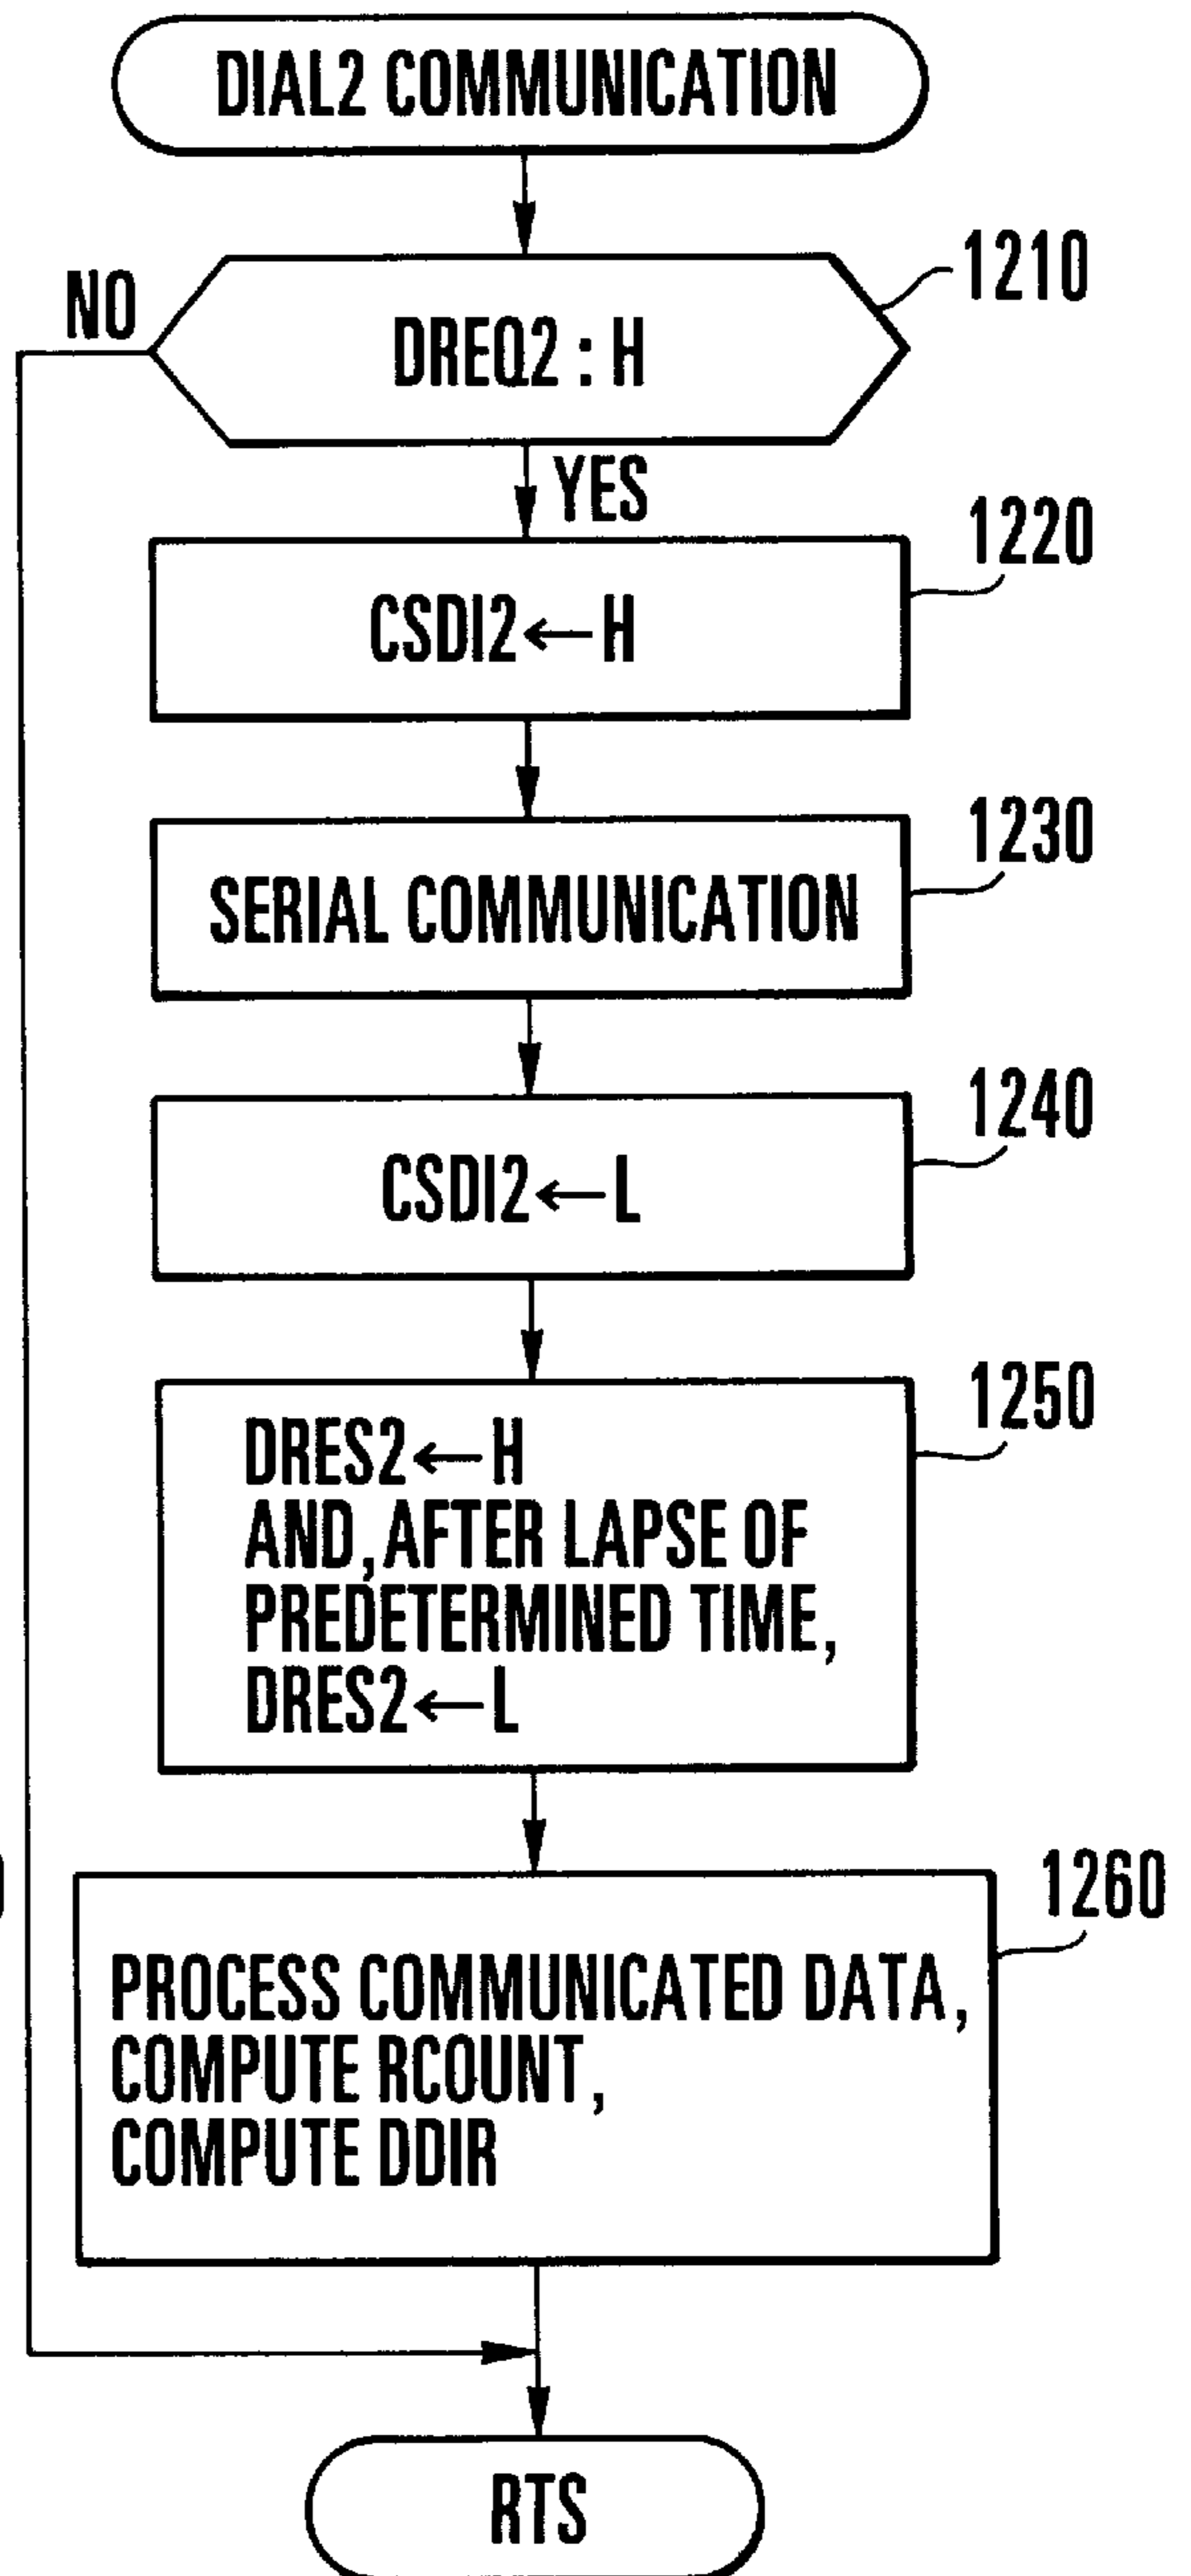 DIAL2 COMMUNICATION
1210
NO
DREQ2 : H
YES
1220
CSDI2←H
1230
SERIAL COMMUNICATION
1240
CSDI2←L
1250
DRES2←H
AND, AFTER LAPSE OF
PREDETERMINED TIME,
DRES2←L
1260
PROCESS COMMUNICATED DATA,
COMPUTE RCOUNT,
COMPUTE DDIR
RTS